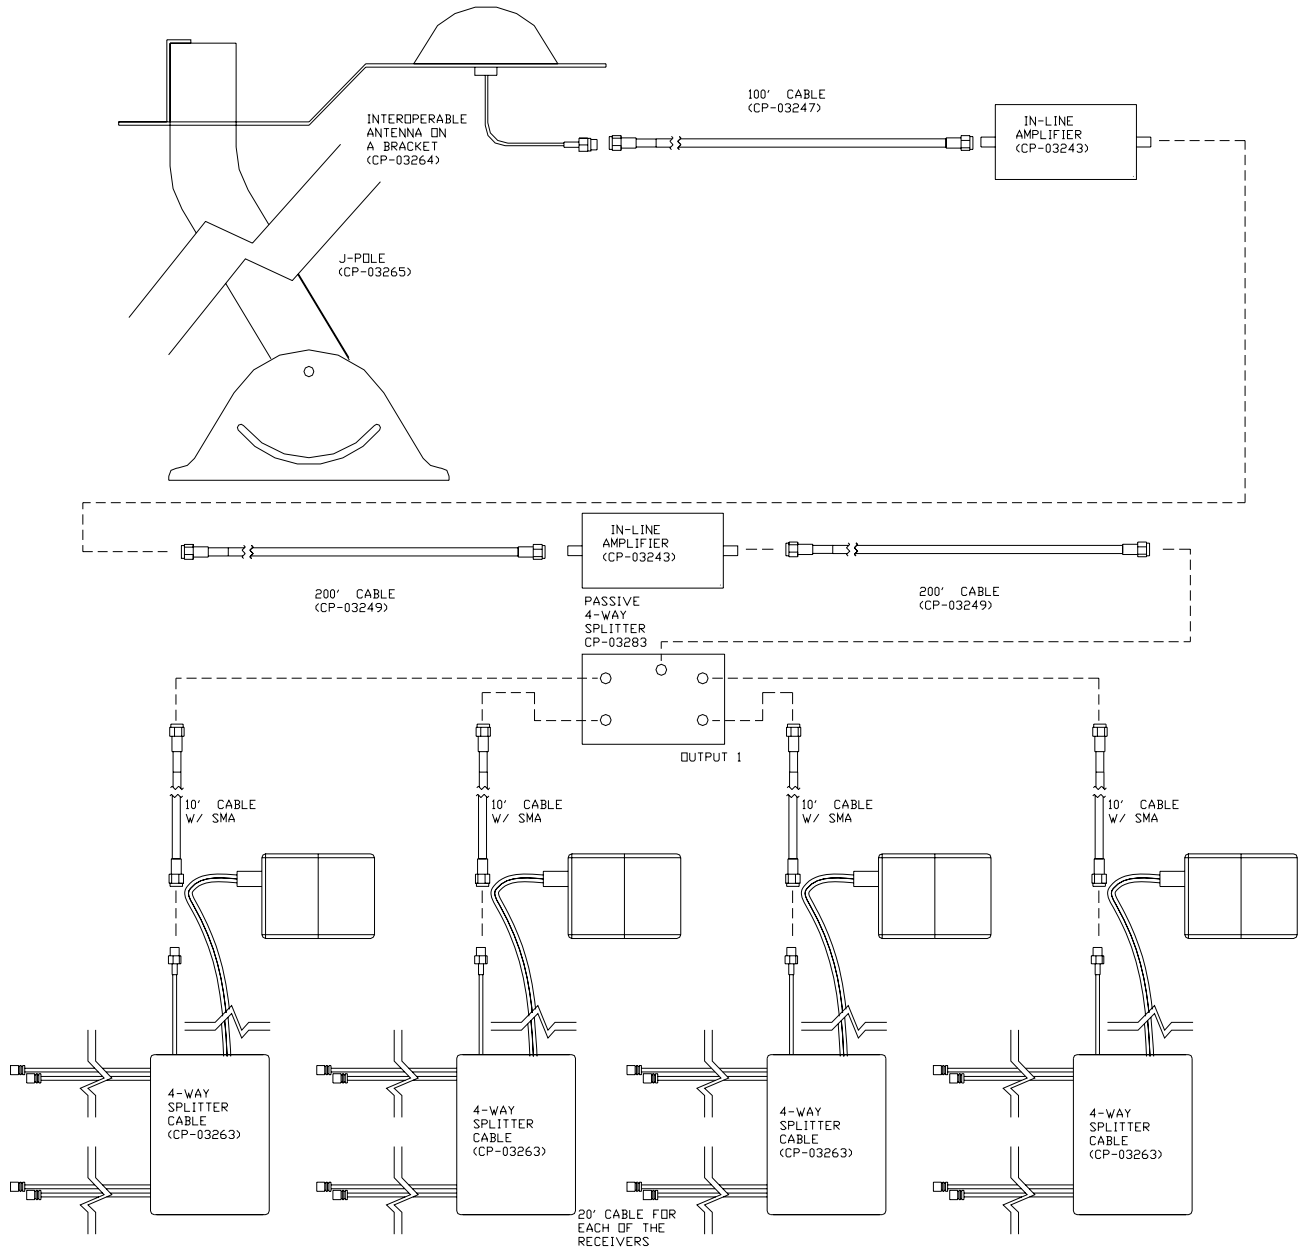 100' CABLE
(CP-03247)
INTEROPERABLE
ANTENNA ON
A BRACKET
(CP-03264)
IN-LINE
AMPLIFIER
(CP-03243)
J-POLE
(CP-03265)
IN-LINE
AMPLIFIER
(CP-03243)
200' CABLE
(CP-03249)
200' CABLE
(CP-03249)
PASSIVE
4-WAY
SPLITTER
CP-03283
OUTPUT 1
10' CABLE
W/ SMA
10' CABLE
W/ SMA
10' CABLE
W/ SMA
10' CABLE
W/ SMA
4-WAY
SPLITTER
CABLE
(CP-03263)
4-WAY
SPLITTER
CABLE
(CP-03263)
4-WAY
SPLITTER
CABLE
(CP-03263)
4-WAY
SPLITTER
CABLE
(CP-03263)
20' CABLE FOR
EACH OF THE
RECEIVERS